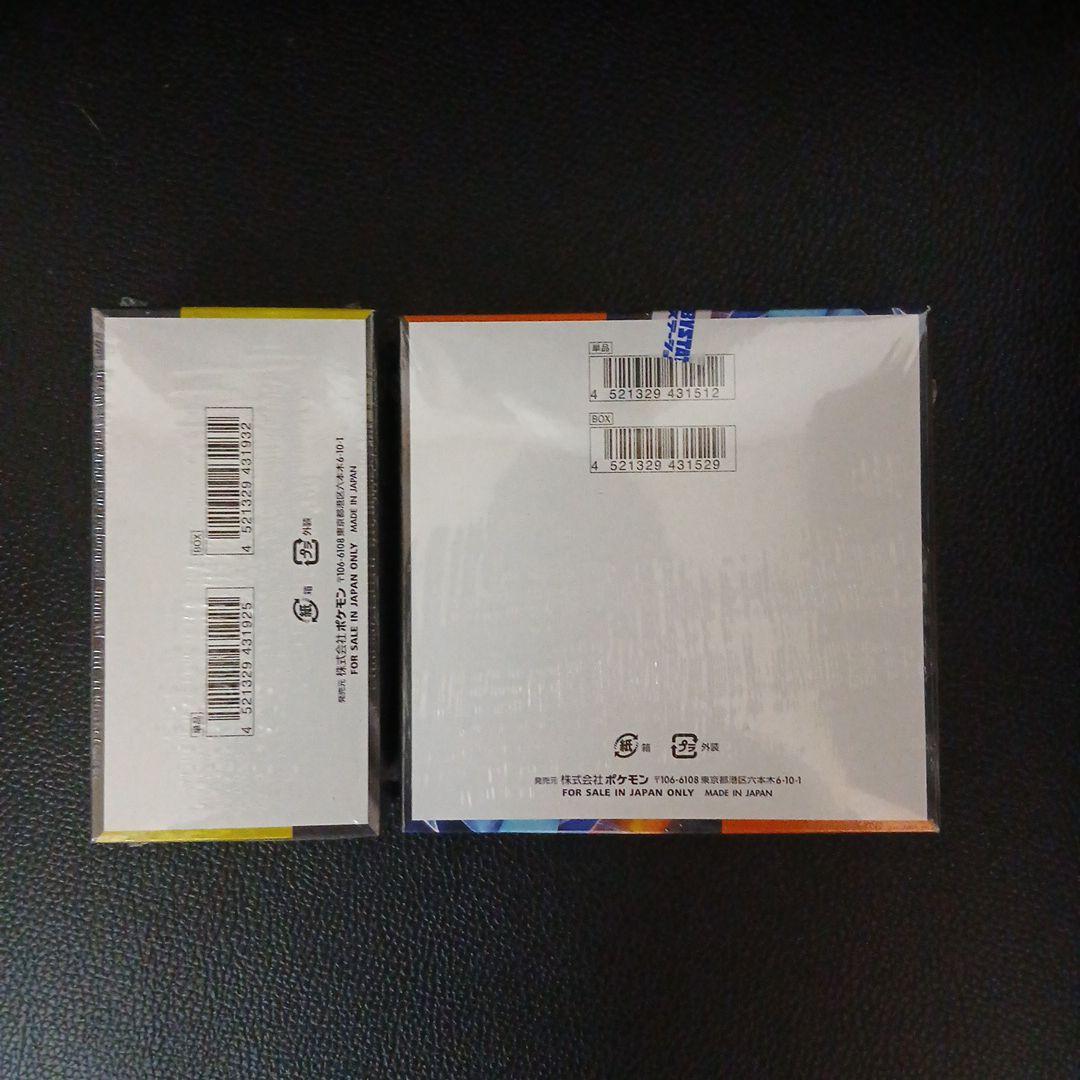 BOX
4 521329 431932
単品
4 521329 431925
外装
プラ
箱
紙
発売元 株式会社ポケモン 〒106-6108 東京都港区六本木6-10-1
FOR SALE IN JAPAN ONLY MADE IN JAPAN
単品
4 521329 431512
BOX
4 521329 431529
紙 箱 プラ 外装
発売元 株式会社ポケモン 〒106-6108 東京都港区六本木6-10-1
FOR SALE IN JAPAN ONLY MADE IN JAPAN